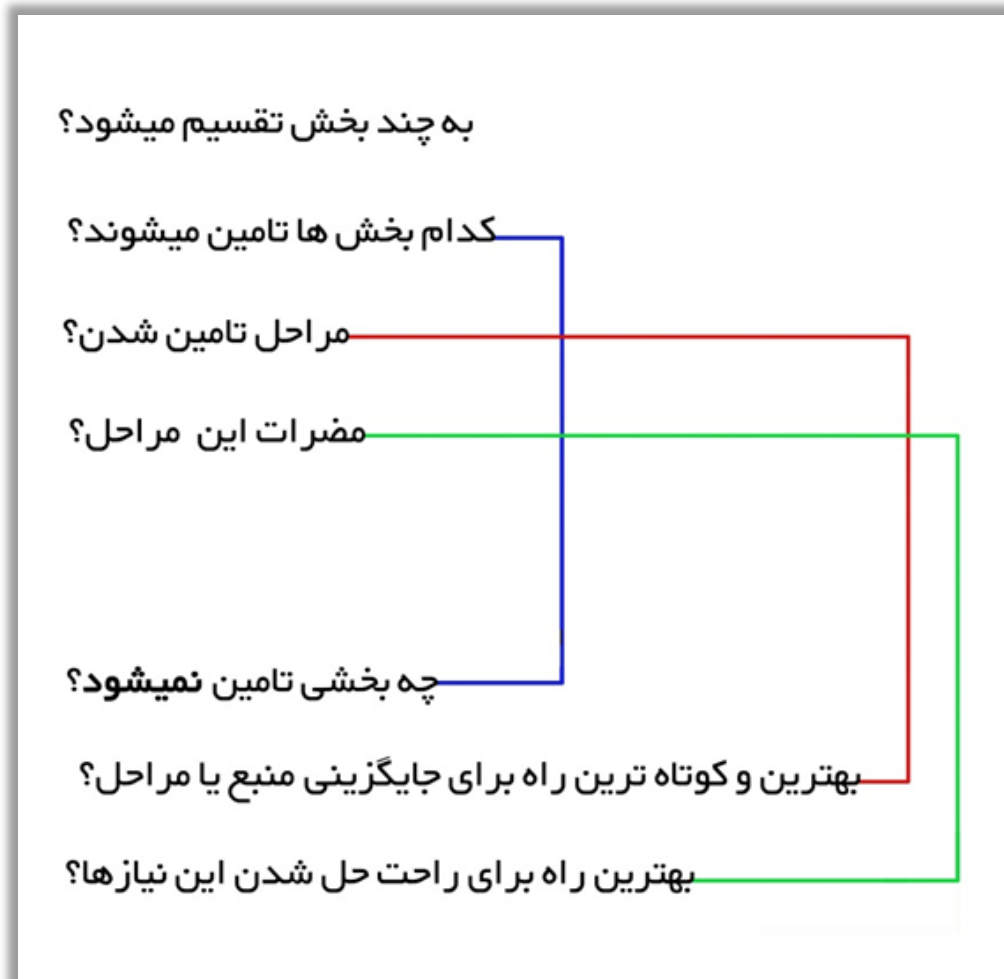 به چند بخش تقسیم میشود؟
کدام بخش ها تامین میشوند؟
مراحل تامین شدن؟
مضرات این مراحل؟
چه بخشی تامین نمیشود؟
بهترین و کوتاه ترین راه برای جایگزینی منبع یا مراحل؟
بهترین راه برای راحت حل شدن این نیازها؟